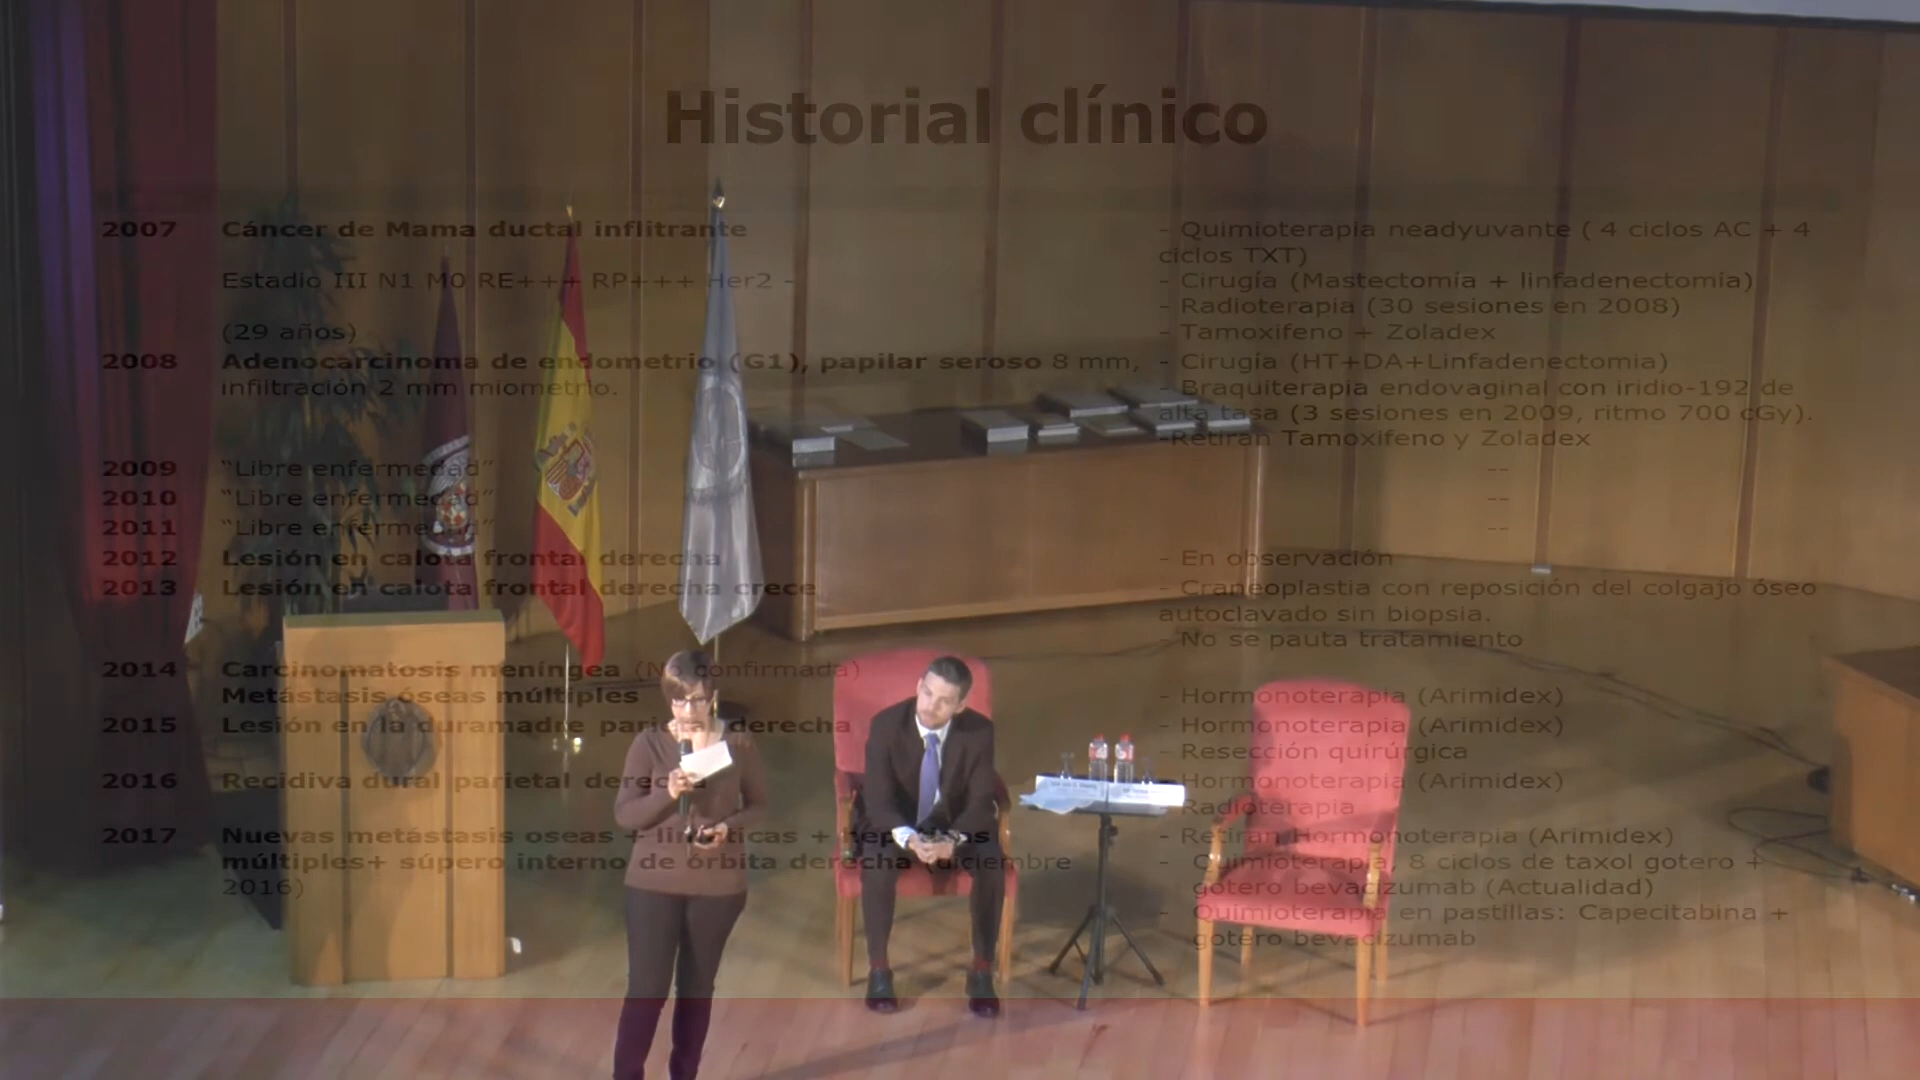 Historial clínico
2007 Cáncer de Mama ductal inflitrante
Estadio III N1 M0 RE+++ RP+++ Her2 -
(29 años)
- Quimioterapia neadyuvante ( 4 ciclos AC + 4
ciclos TXT)
- Cirugía (Mastectomía + linfadenectomía)
- Radioterapia (30 sesiones en 2008)
- Tamoxifeno + Zoladex
2008 Adenocarcinoma de endometrio (G1), papilar seroso 8 mm,
infiltración 2 mm miometrio.
- Cirugía (HT+DA+Linfadenectomia)
- Braquiterapia endovaginal con iridio-192 de
alta tasa (3 sesiones en 2009, ritmo 700 cGy).
-Retiran Tamoxifeno y Zoladex
2009 “Libre enfermedad” --
2010 “Libre enfermedad” --
2011 “Libre enfermedad” --
2012 Lesión en calota frontal derecha - En observación
2013 Lesión en calota frontal derecha crece - Craneoplastia con reposición del colgajo óseo
autoclavado sin biopsia.
- No se pauta tratamiento
2014 Carcinomatosis meníngea (No confirmada)
Metástasis óseas múltiples - Hormonoterapia (Arimidex)
2015 Lesión en la duramadre parietal derecha - Hormonoterapia (Arimidex)
- Resección quirúrgica
2016 Recidiva dural parietal derecha - Hormonoterapia (Arimidex)
- Radioterapia
2017 Nuevas metástasis oseas + linfáticas + hepáticas
múltiples+ súpero interno de órbita derecha (diciembre
2016)
- Retiran Hormonoterapia (Arimidex)
- Quimioterapia: 8 ciclos de taxol gotero +
gotero bevacizumab (Actualidad)
- Quimioterapia en pastillas: Capecitabina +
gotero bevacizumab